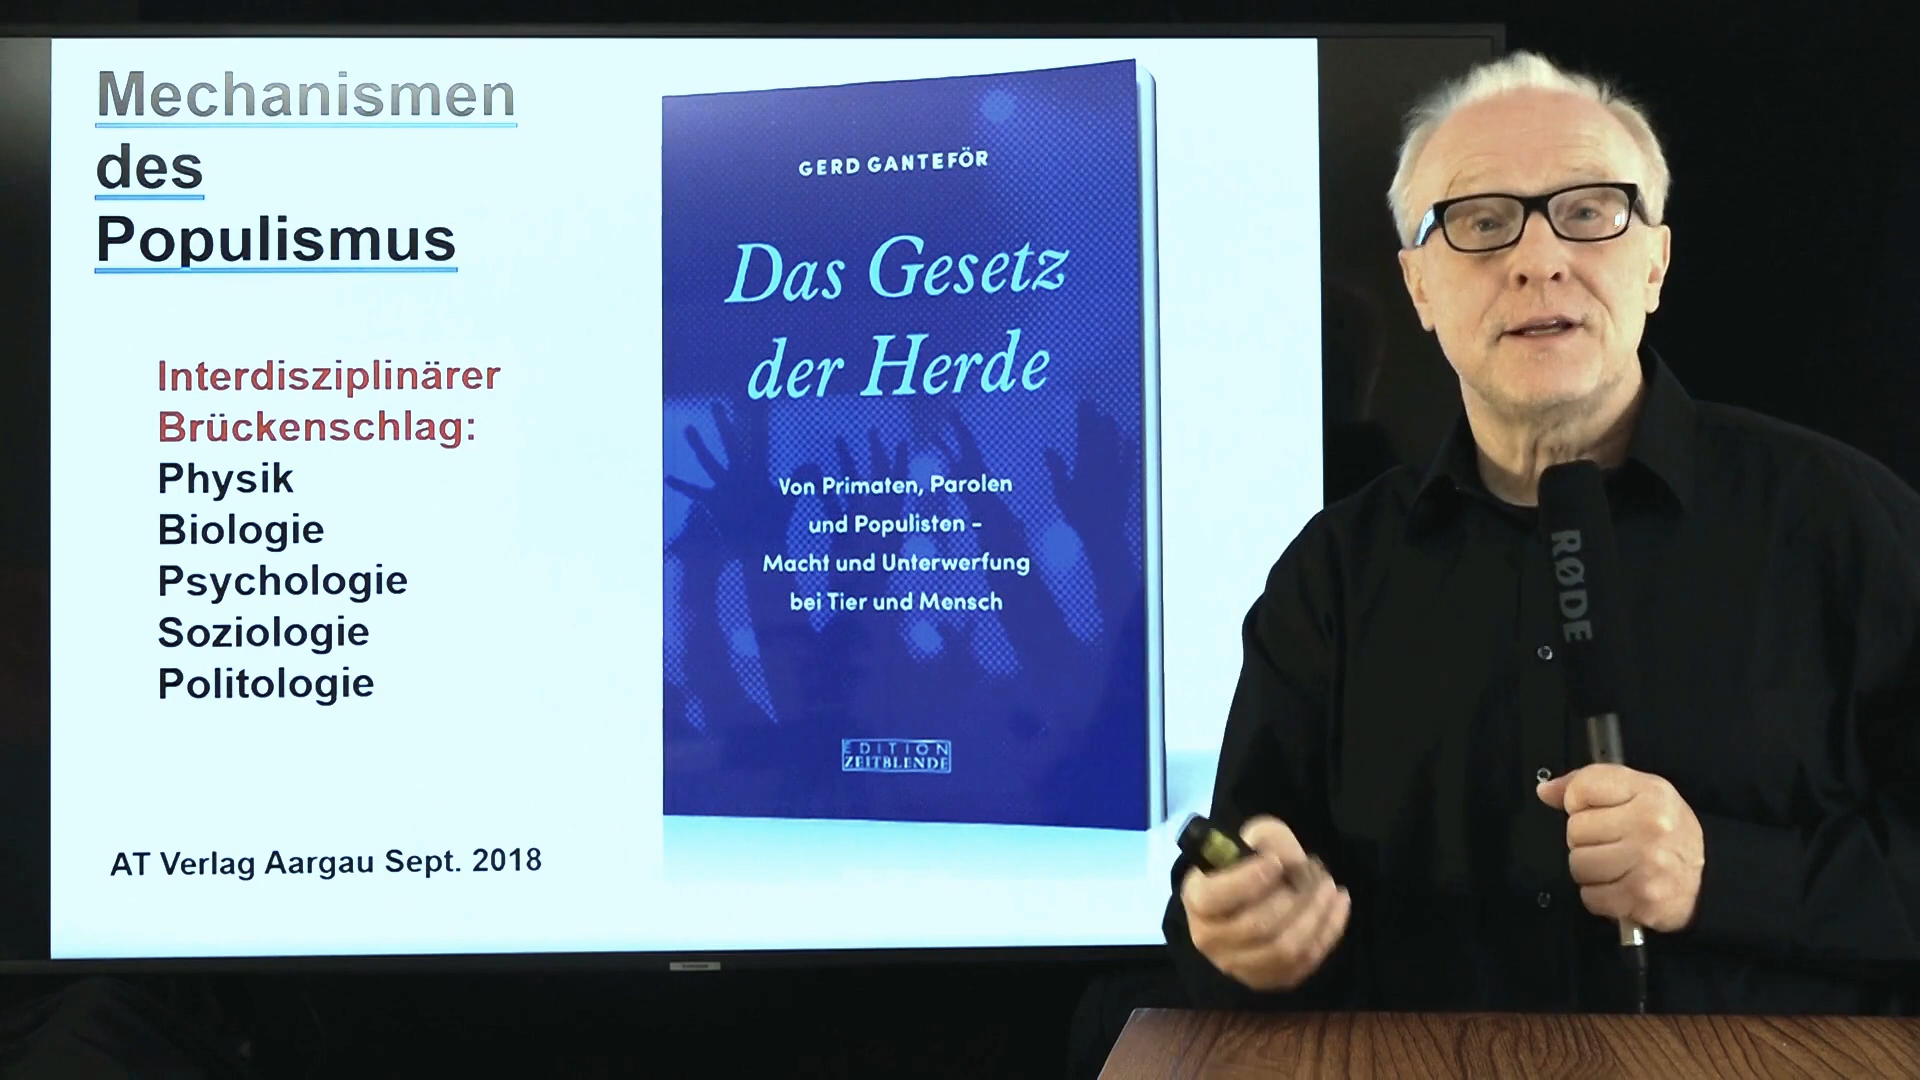 Mechanismen
des
Populismus
Interdisziplinärer
Brückenschlag:
Physik
Biologie
Psychologie
Soziologie
Politologie
AT Verlag Aargau Sept. 2018
GERD GANTEFÖR
Das Gesetz
der Herde
Von Primaten, Parolen
und Populisten –
Macht und Unterwerfung
bei Tier und Mensch
EDITION
ZEITBLENDE
RØDE